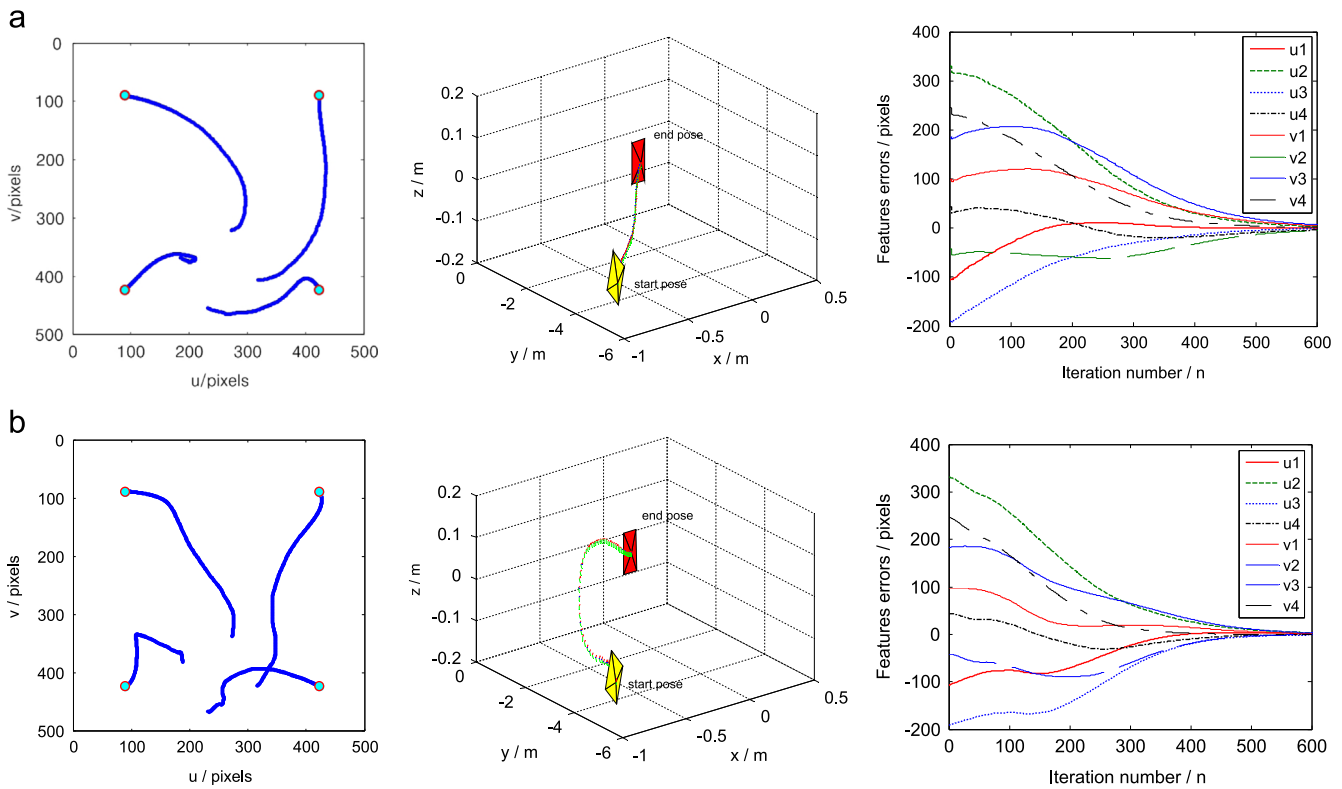 a
0
100
200
300
400
500
v/pixels
0
100
200
300
400
500
u/pixels
0.2
0.1
0
-0.1
-0.2
z / m
0
-2
-4
-6
y / m
-1
-0.5
0
0.5
x / m
end pose
start pose
400
300
200
100
0
-100
-200
Features errors / pixels
0
100
200
300
400
500
600
Iteration number / n
u1
u2
u3
u4
v1
v2
v3
v4
b
0
100
200
300
400
500
v / pixels
0
100
200
300
400
500
u / pixels
0.2
0.1
0
-0.1
-0.2
z / m
0
-2
-4
-6
y / m
-1
-0.5
0
0.5
x / m
end pose
start pose
400
300
200
100
0
-100
-200
Features errors / pixels
0
100
200
300
400
500
600
Iteration number / n
u1
u2
u3
u4
v1
v2
v3
v4